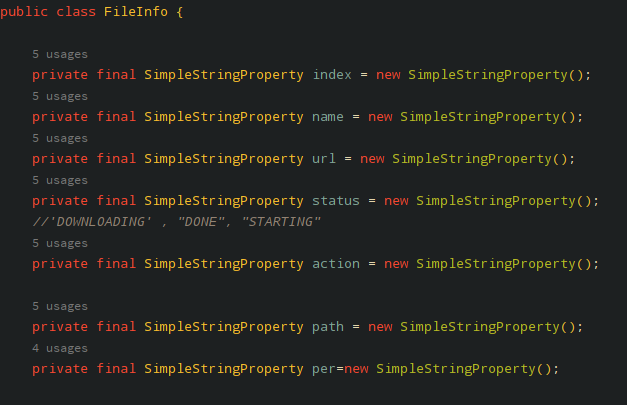 public class FileInfo {
5 usages
private final SimpleStringProperty index = new SimpleStringProperty();
5 usages
private final SimpleStringProperty name = new SimpleStringProperty();
5 usages
private final SimpleStringProperty url = new SimpleStringProperty();
5 usages
private final SimpleStringProperty status = new SimpleStringProperty();
//'DOWNLOADING' , "DONE", "STARTING"
5 usages
private final SimpleStringProperty action = new SimpleStringProperty();
5 usages
private final SimpleStringProperty path = new SimpleStringProperty();
4 usages
private final SimpleStringProperty per=new SimpleStringProperty();